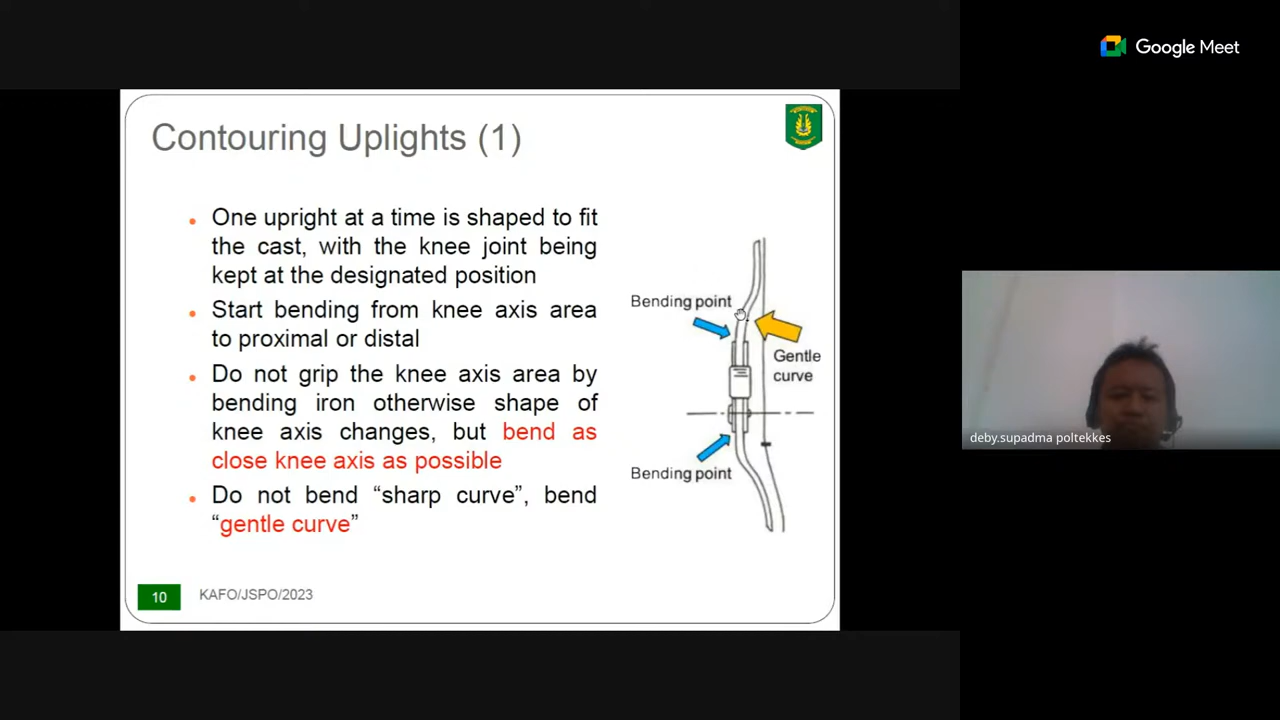 Google Meet
Contouring Uplights (1)
One upright at a time is shaped to fit
the cast, with the knee joint being
kept at the designated position
Start bending from knee axis area
to proximal or distal
Do not grip the knee axis area by
bending iron otherwise shape of
knee axis changes, but bend as
close knee axis as possible
Do not bend “sharp curve”, bend
“gentle curve”
Bending point
Gentle
curve
Bending point
10
KAFO/JSPO/2023
deby.supadma poltekkes